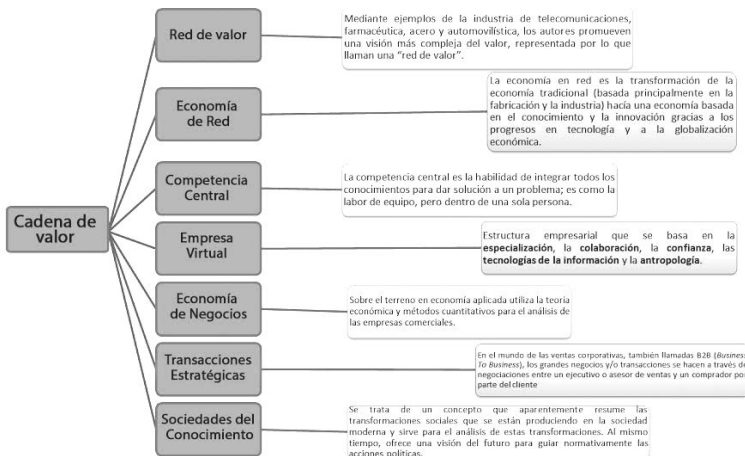 Cadena de
valor
Red de valor
Mediante ejemplos de la industria de telecomunicaciones,
farmacéutica, acero y automovilística, los autores promueven
una visión más compleja del valor, representada por lo que
llaman una “red de valor”.
Economía
de Red
La economía en red es la transformación de la
economía tradicional (basada principalmente en la
fabricación y la industria) hacía una economía basada
en el conocimiento y la innovación gracias a los
progresos en tecnología y a la globalización
económica.
Competencia
Central
La competencia central es la habilidad de integrar todos los
conocimientos para dar solución a un problema; es como la
labor de equipo, pero dentro de una sola persona.
Empresa
Virtual
Estructura empresarial que se basa en la
especialización, la colaboración, la confianza, las
tecnologías de la información y la antropología.
Economía
de Negocios
Sobre el terreno en economía aplicada utiliza la teoría
económica y métodos cuantitativos para el análisis de
las empresas comerciales.
Transacciones
Estratégicas
En el mundo de las ventas corporativas, también llamadas B2B (Business
To Business), los grandes negocios y/o transacciones se hacen a través de
negociaciones entre un ejecutivo o asesor de ventas y un comprador por
parte del cliente
Sociedades del
Conocimiento
Se trata de un concepto que aparentemente resume las
transformaciones sociales que se están produciendo en la sociedad
moderna y sirve para el análisis de estas transformaciones. Al mismo
tiempo, ofrece una visión del futuro para guiar normativamente las
acciones políticas.